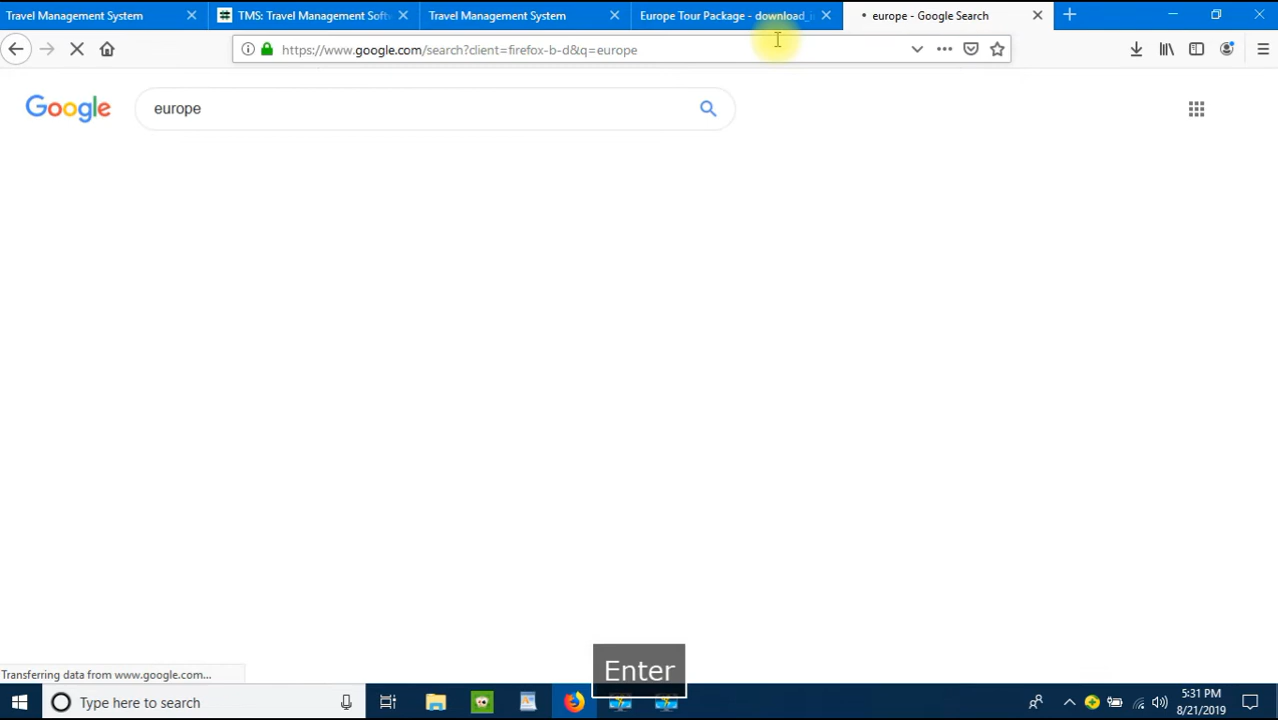 Travel Management System
TMS: Travel Management Soft
Travel Management System
Europe Tour Package - download_i
europe - Google Search
https://www.google.com/search?client=firefox-b-d&q=europe
Google
europe
Transferring data from www.google.com...
Enter
Type here to search
5:31 PM
8/21/2019